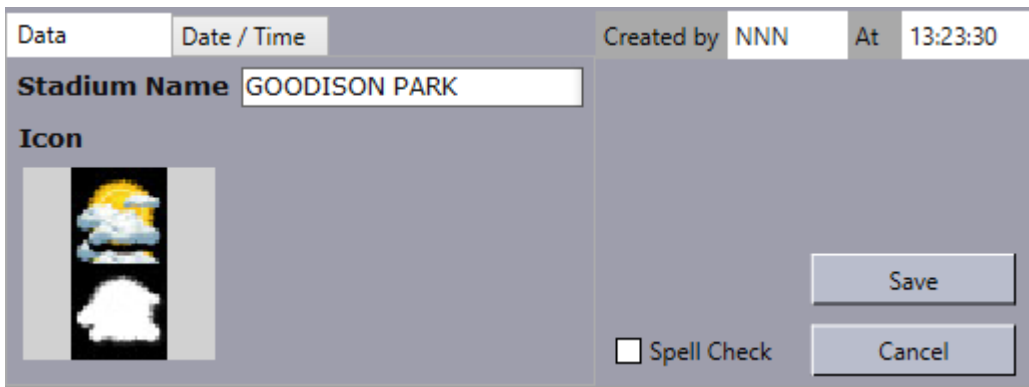 Data Date / Time Created by NNN At 13:23:30
Stadium Name GOODISON PARK
Icon
Save
Spell Check Cancel